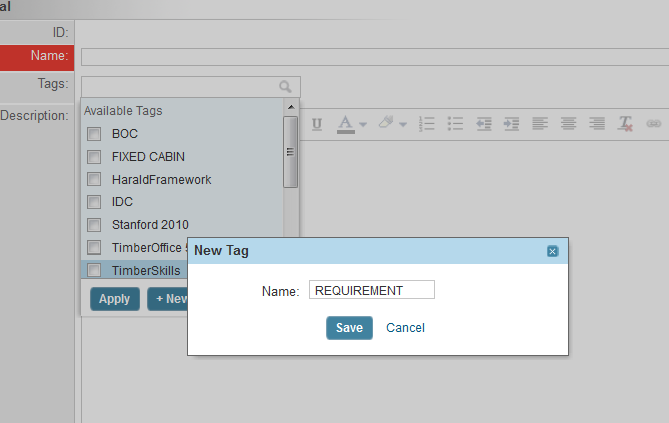 al
ID:
Name:
Tags:
Description:
Available Tags
BOC
FIXED CABIN
HaraldFramework
IDC
Stanford 2010
TimberOffice
TimberSkills
Apply
+ New
New Tag
Name: REQUIREMENT
Save Cancel